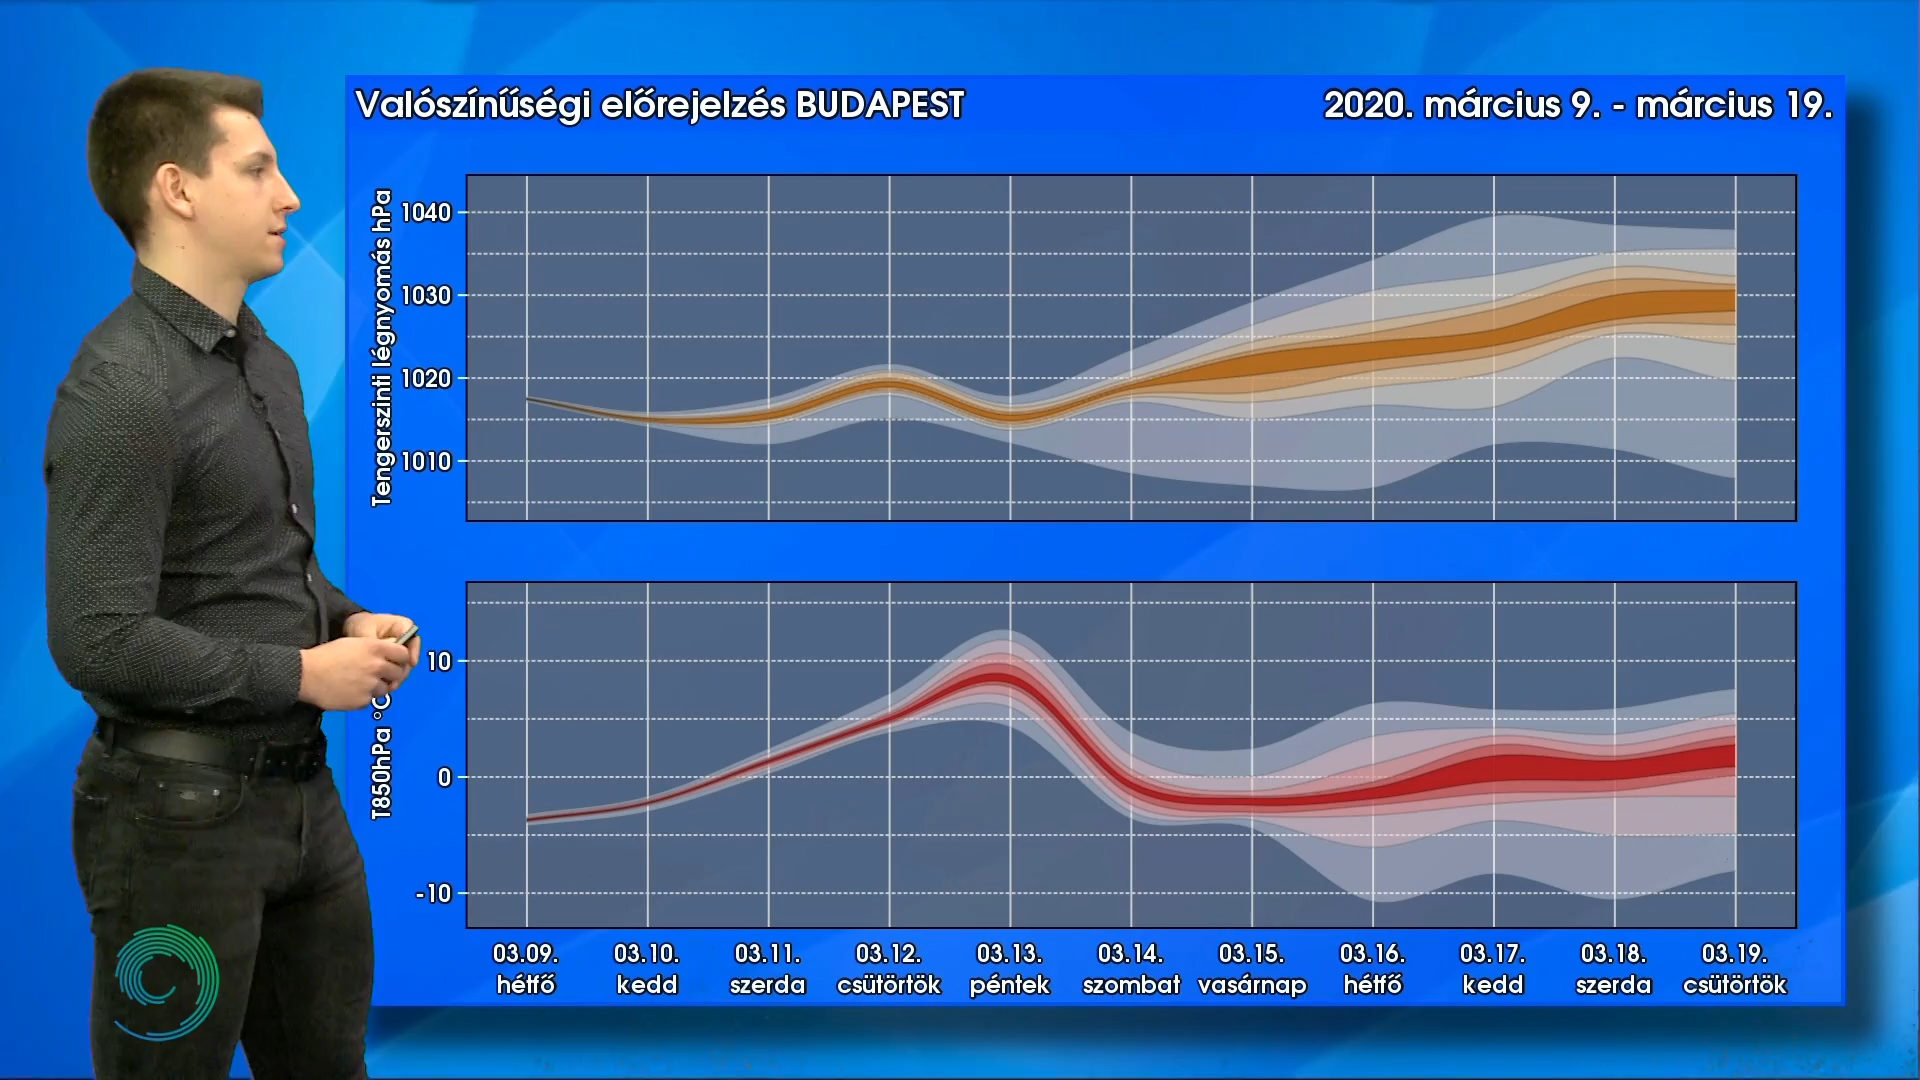 Valószínűségi előrejelzés BUDAPEST
2020. március 9. - március 19.
Tengerszinti légnyomás hPa
1040
1030
1020
1010
T850hPa °C
10
0
-10
03.09. 03.10. 03.11. 03.12. 03.13. 03.14. 03.15. 03.16. 03.17. 03.18. 03.19.
hétfő kedd szerda csütörtök péntek szombat vasárnap hétfő kedd szerda csütörtök